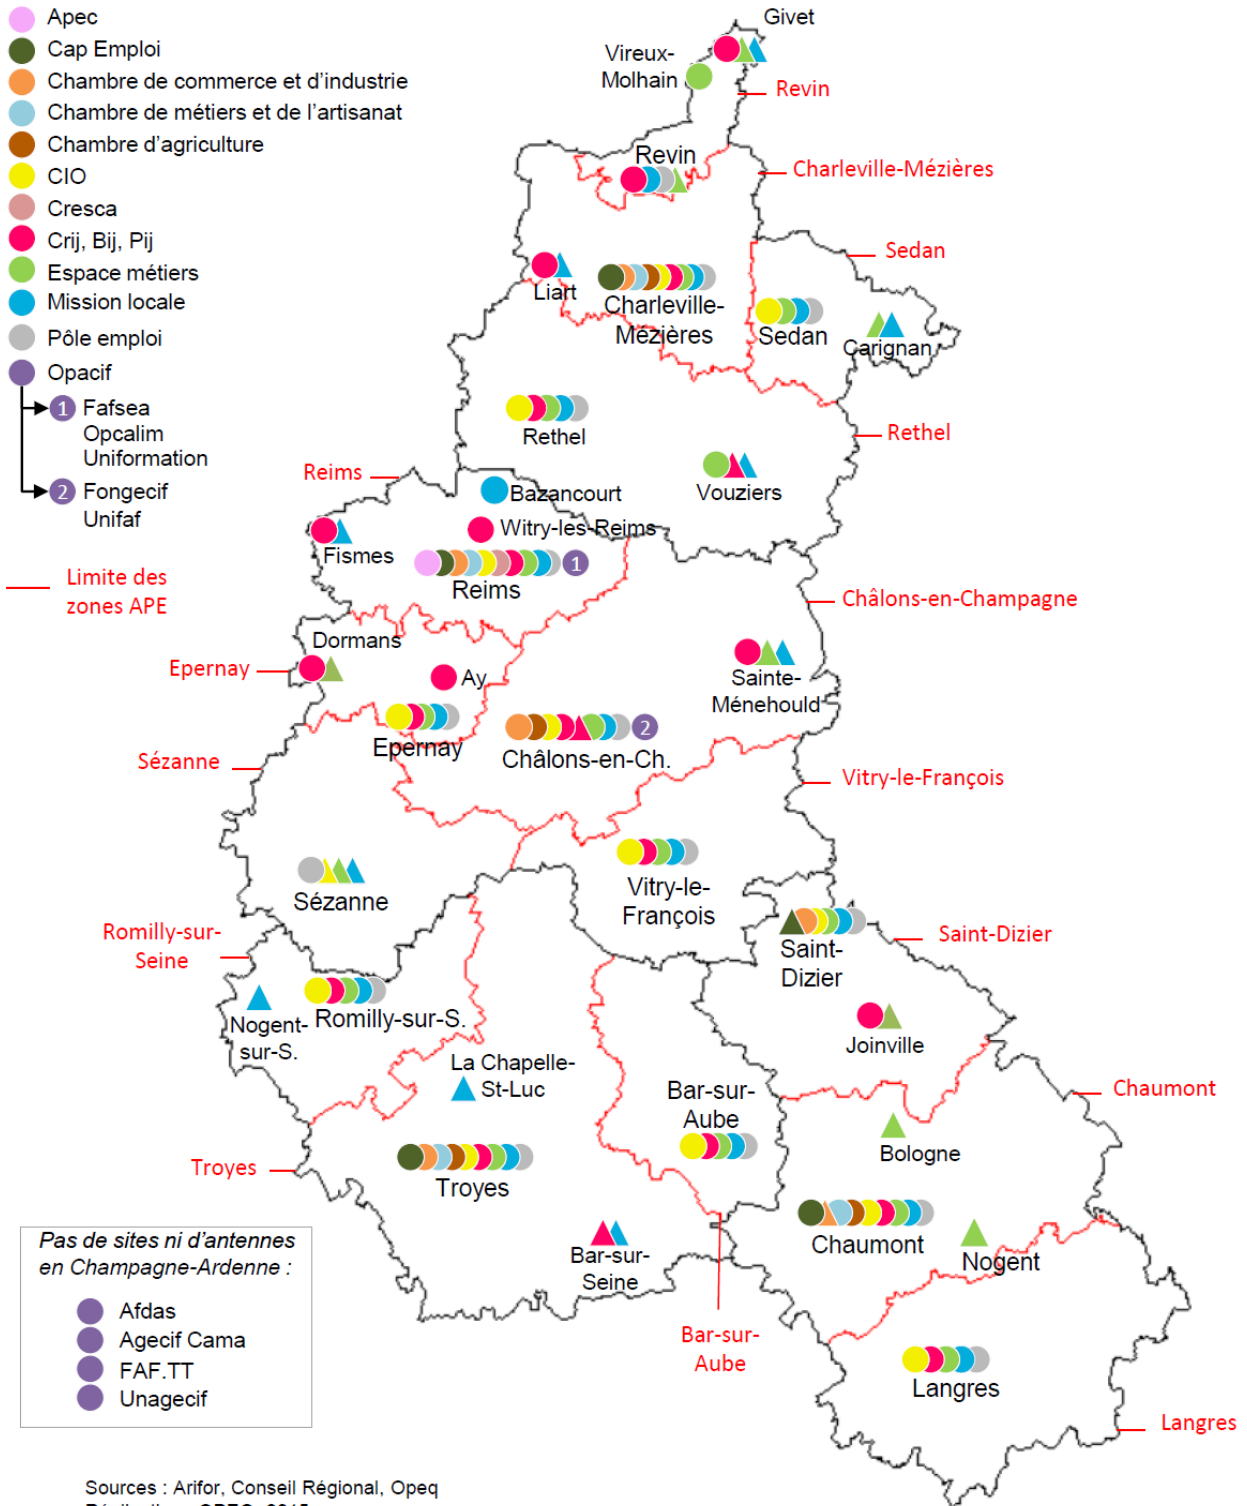 Apec
Cap Emploi
Chambre de commerce et d'industrie
Chambre de métiers et de l'artisanat
Chambre d'agriculture
CIO
Cresca
Crij, Bij, Pij
Espace métiers
Mission locale
Pôle emploi
Opacif
1 Fafsea
Opcalim
Uniformation
2 Fongecif
Unifaf
Limite des
zones APE
Givet
Vireux-
Molhain
Revin
Revin
Charleville-Mézières
Sedan
Liart
Charleville-
Mézières
Sedan
Carignan
Rethel
Rethel
Vouziers
Reims
Bazancourt
Witry-les-Reims
Fismes
1
Reims
Châlons-en-Champagne
Dormans
Epernay
Ay
Sainte-
Ménehould
Epernay
2
Châlons-en-Ch.
Sézanne
Vitry-le-François
Sézanne
Vitry-le-
François
Romilly-sur-
Seine
Saint-
Dizier
Saint-Dizier
Nogent-
sur-S.
Romilly-sur-S.
Joinville
La Chapelle-
St-Luc
Bar-sur-
Aube
Chaumont
Bologne
Troyes
Troyes
Chaumont
Nogent
Bar-sur-
Seine
Bar-sur-
Aube
Langres
Langres
Pas de sites ni d'antennes
en Champagne-Ardenne :
Afdas
Agecif Cama
FAF.TT
Unagecif
Sources : Arifor, Conseil Régional, Opeq